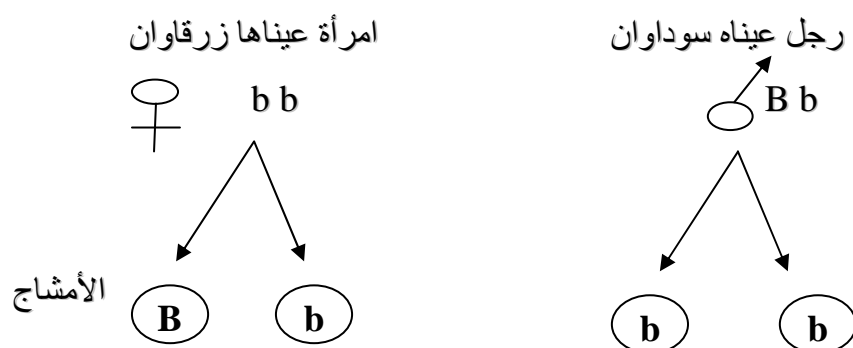 رجل عيناه سوداوان
امرأة عيناها زرقاوان
B b
b b
الأمشاج
B b b b